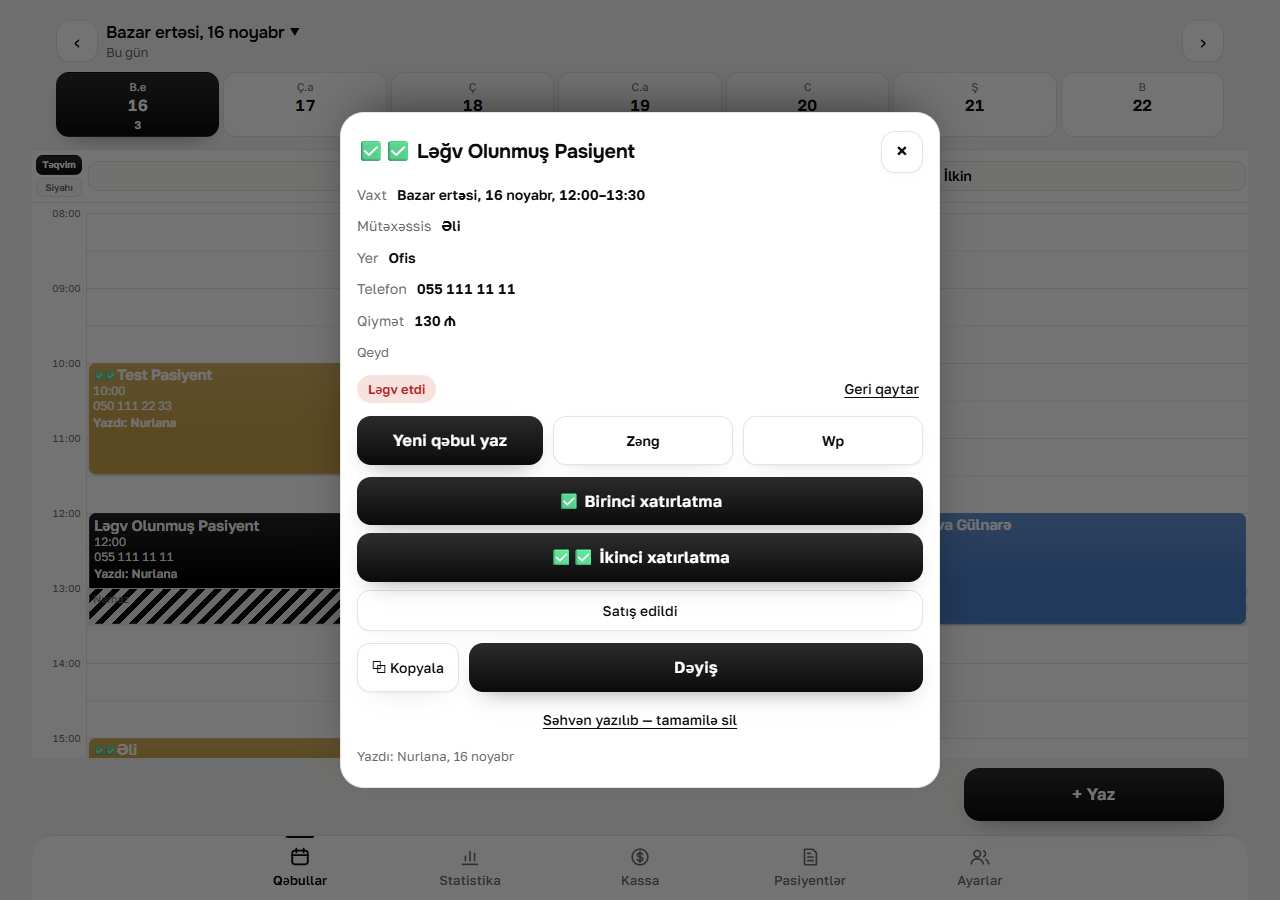 Bazar ertəsi, 16 noyabr ▼
Bu gün
B.e Ç.a Ç C.a C Ş B
16 17 18 19 20 21 22
3
Təqvim
Siyahı
İlkin
✅✅ Ləğv Olunmuş Pasiyent
Vaxt Bazar ertəsi, 16 noyabr, 12:00–13:30
Mütəxəssis Əli
Yer Ofis
Telefon 055 111 11 11
Qiymət 130 ₼
Qeyd
Ləğv etdi
Geri qaytar
Yeni qəbul yaz
Zəng
Wp
✅ Birinci xatırlatma
✅✅ İkinci xatırlatma
Satış edildi
Kopyala
Dəyiş
Səhvən yazılıb — tamamilə sil
Yazdı: Nurlana, 16 noyabr
08:00
09:00
10:00
✅✅Test Pasiyent
10:00
050 111 22 33
Yazdı: Nurlana
11:00
12:00
Ləğv Olunmuş Pasiyent
12:00
055 111 11 11
Yazdı: Nurlana
va Gülnarə
13:00
14:00
15:00
✅✅Əli
+ Yaz
Qəbullar
Statistika
Kassa
Pasiyentlər
Ayarlar